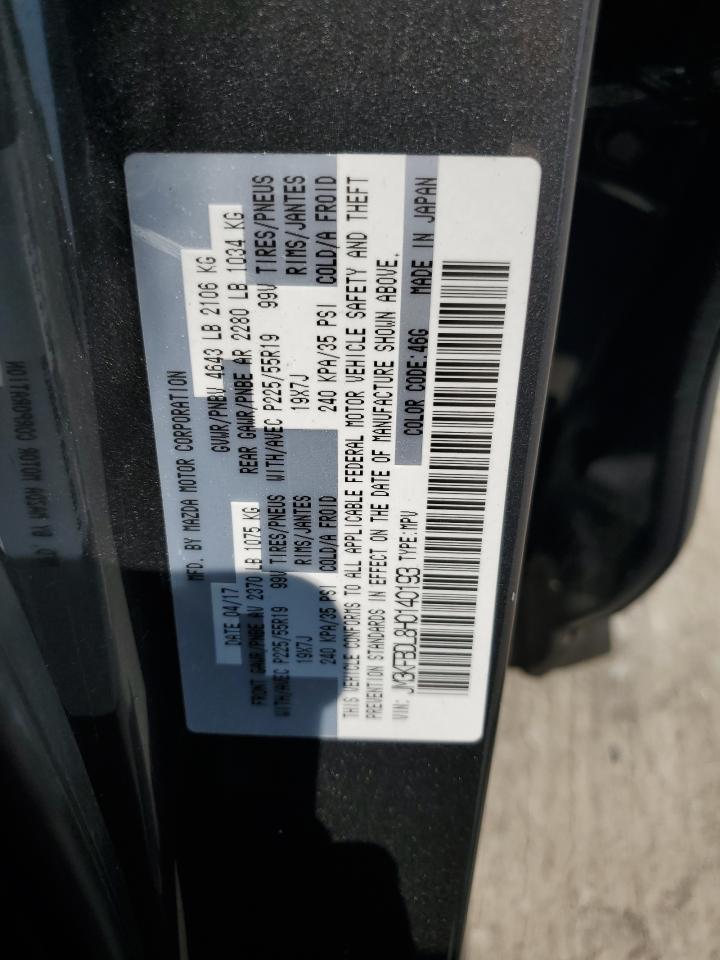 MFD. BY MAZDA MOTOR CORPORATION
DATE 04/17 GVWR/PNBV 4643 LB 2106 KG
FRONT GAWR/PNBE AV 2370 LB 1075 KG REAR GAWR/PNBE AR 2280 LB 1034 KG
WITH/AVEC P225/55R19 99V TIRES/PNEUS WITH/AVEC P225/55R19 99V TIRES/PNEUS
19X7J RIMS/JANTES 19X7J RIMS/JANTES
240 KPA/35 PSI COLD/A FROID 240 KPA/35 PSI COLD/A FROID
THIS VEHICLE CONFORMS TO ALL APPLICABLE FEDERAL MOTOR VEHICLE SAFETY AND THEFT
PREVENTION STANDARDS IN EFFECT ON THE DATE OF MANUFACTURE SHOWN ABOVE.
VIN: JM3KFBDL8H0140193 TYPE:MPV COLOR CODE:46G MADE IN JAPAN